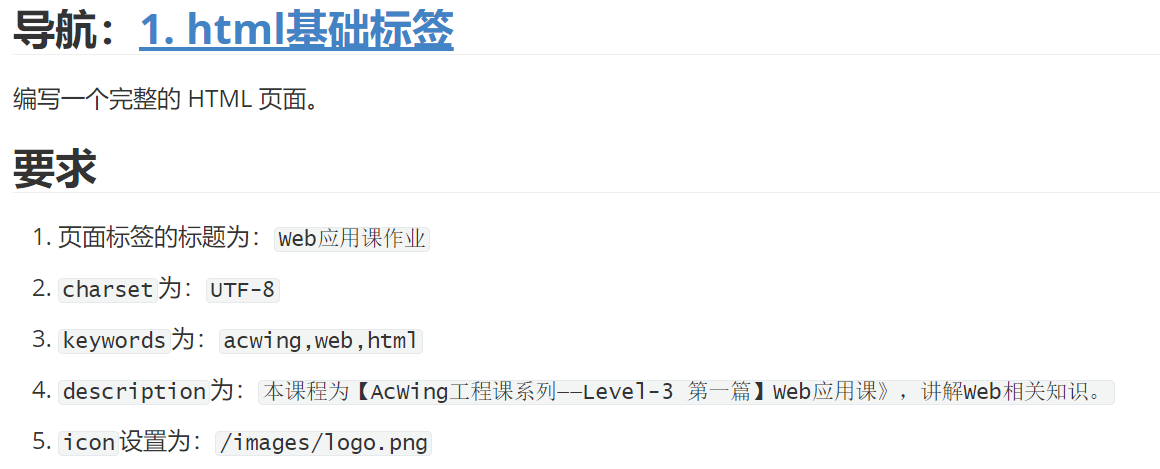 导航：1. html基础标签
编写一个完整的 HTML 页面。
要求
1. 页面标签的标题为：Web应用课作业
2. charset为：UTF-8
3. keywords为：acwing,web,html
4. description为：本课程为【AcWing工程课系列——Level-3 第一篇】Web应用课》，讲解Web相关知识。
5. icon设置为：/images/logo.png